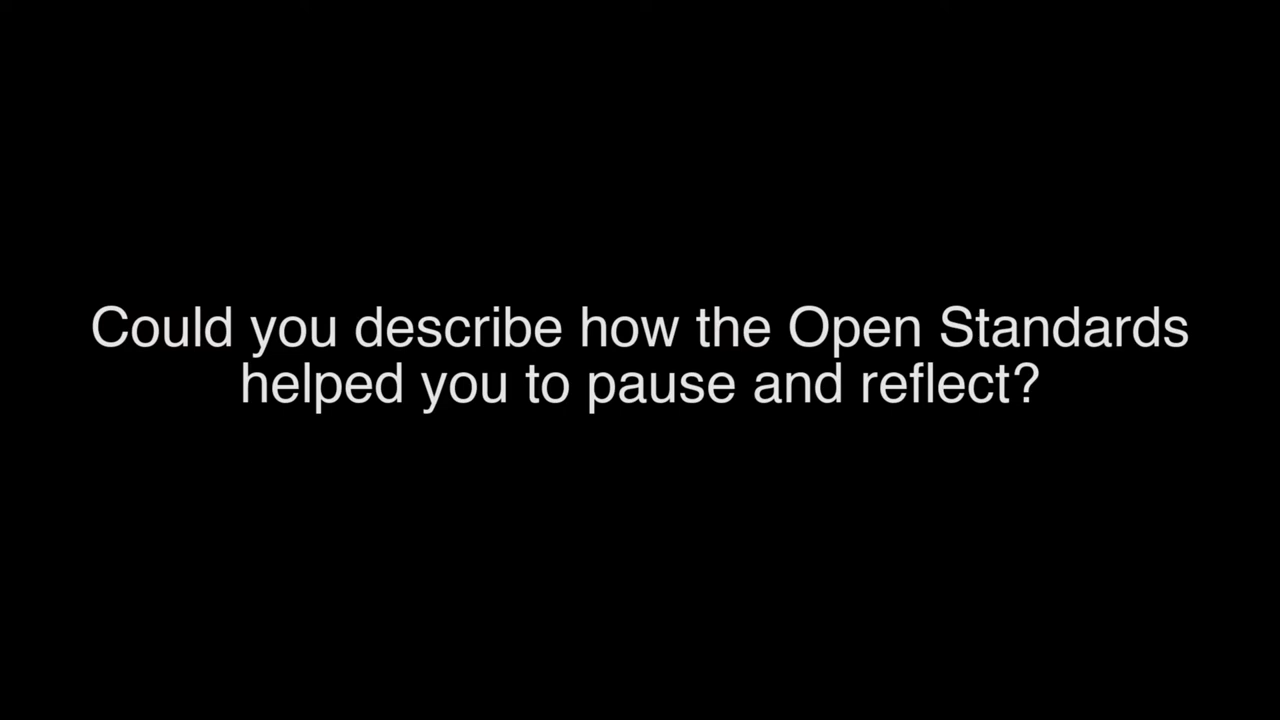 Could you describe how the Open Standards
helped you to pause and reflect?